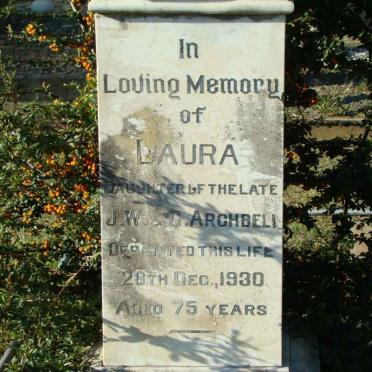 In
Loving Memory
of
LAURA
DAUGHTER OF THE LATE
J.W. & C. ARCHBELL
DEPARTED THIS LIFE
28TH DEC., 1930
AGED 75 YEARS